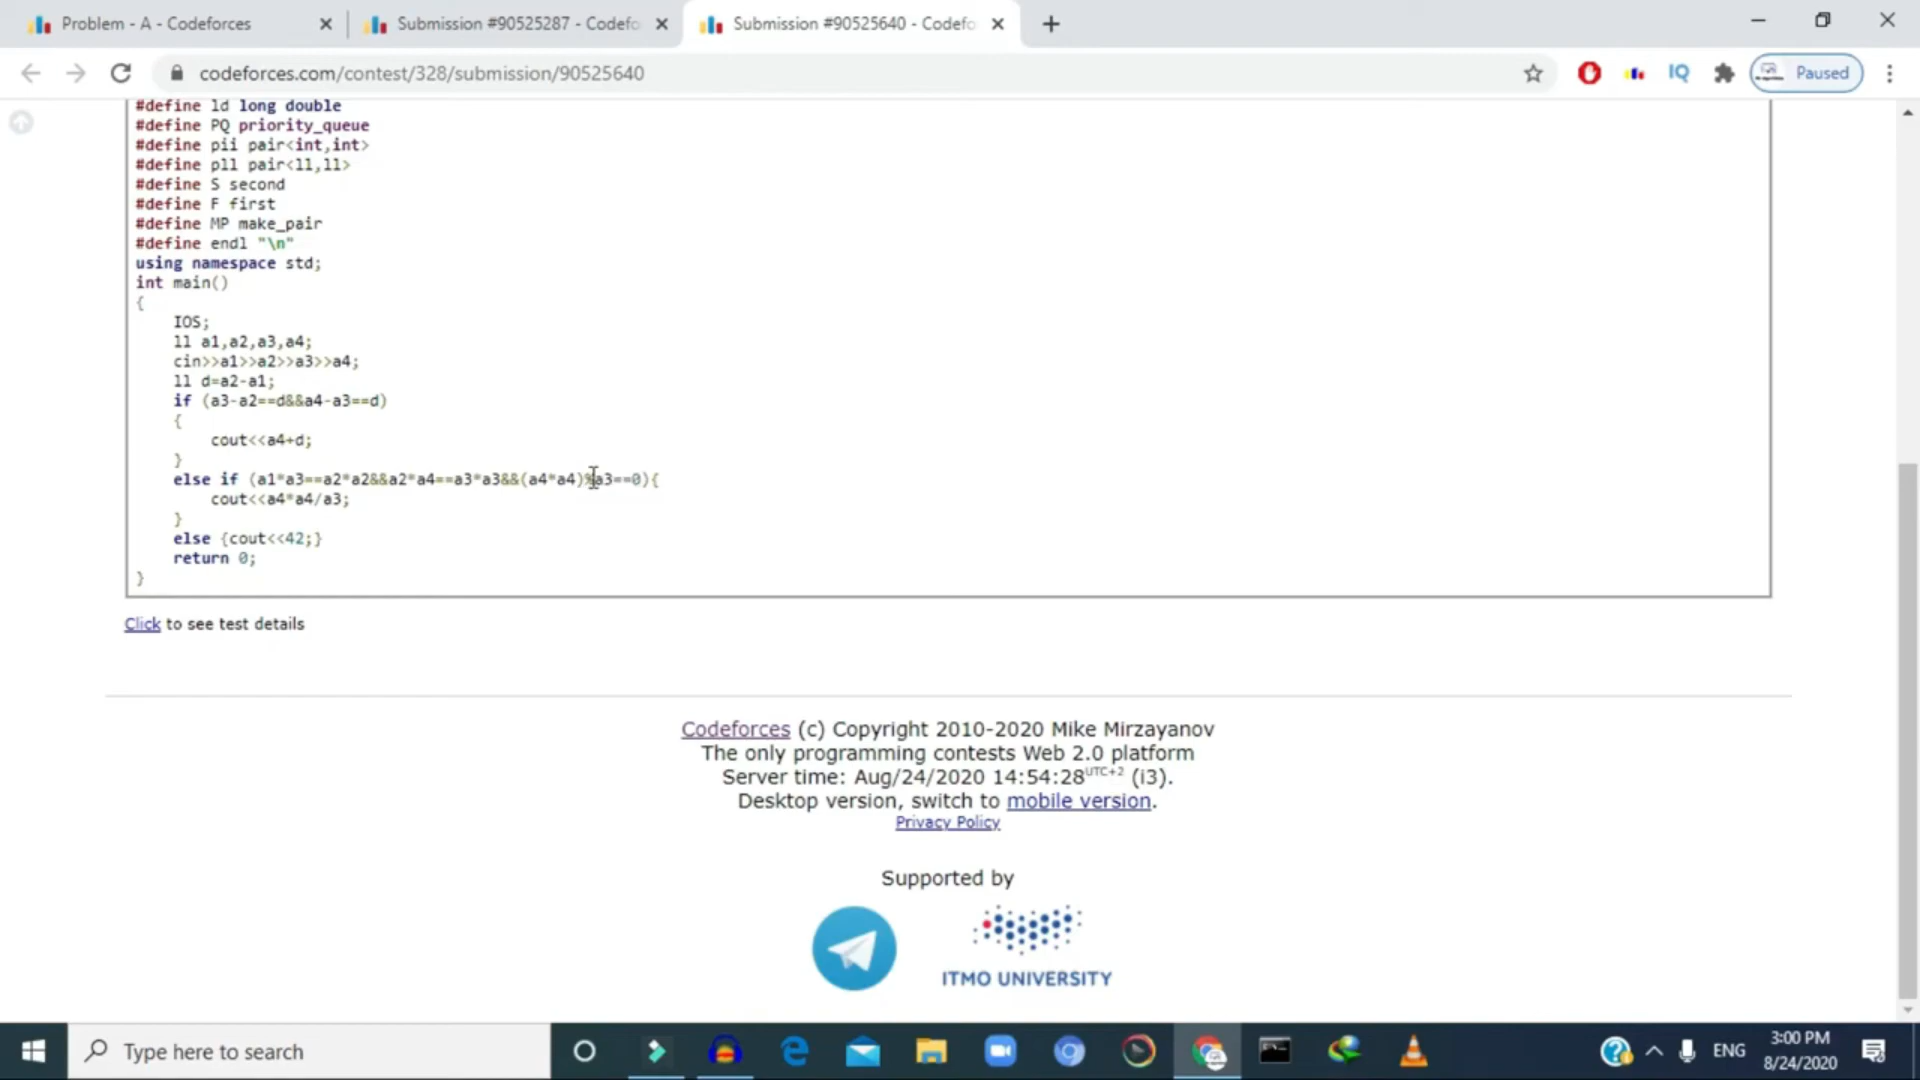 Problem - A - Codeforces
Submission #90525287 - Codefo
Submission #90525640 - Codefo
codeforces.com/contest/328/submission/90525640
IQ
Paused
#define ld long double
#define PQ priority_queue
#define pii pair<int,int>
#define pll pair<ll,ll>
#define S second
#define F first
#define MP make_pair
#define endl "\n"
using namespace std;
int main()
{
IOS;
ll a1,a2,a3,a4;
cin>>a1>>a2>>a3>>a4;
ll d=a2-a1;
if (a3-a2==d&&a4-a3==d)
{
cout<<a4+d;
}
else if (a1*a3==a2*a2&&a2*a4==a3*a3&&(a4*a4)%a3==0){
cout<<a4*a4/a3;
}
else {cout<<42;}
return 0;
}
Click to see test details
Codeforces (c) Copyright 2010-2020 Mike Mirzayanov
The only programming contests Web 2.0 platform
Server time: Aug/24/2020 14:54:28 UTC+2 (i3).
Desktop version, switch to mobile version.
Privacy Policy
Supported by
ITMO UNIVERSITY
Type here to search
ENG
3:00 PM
8/24/2020